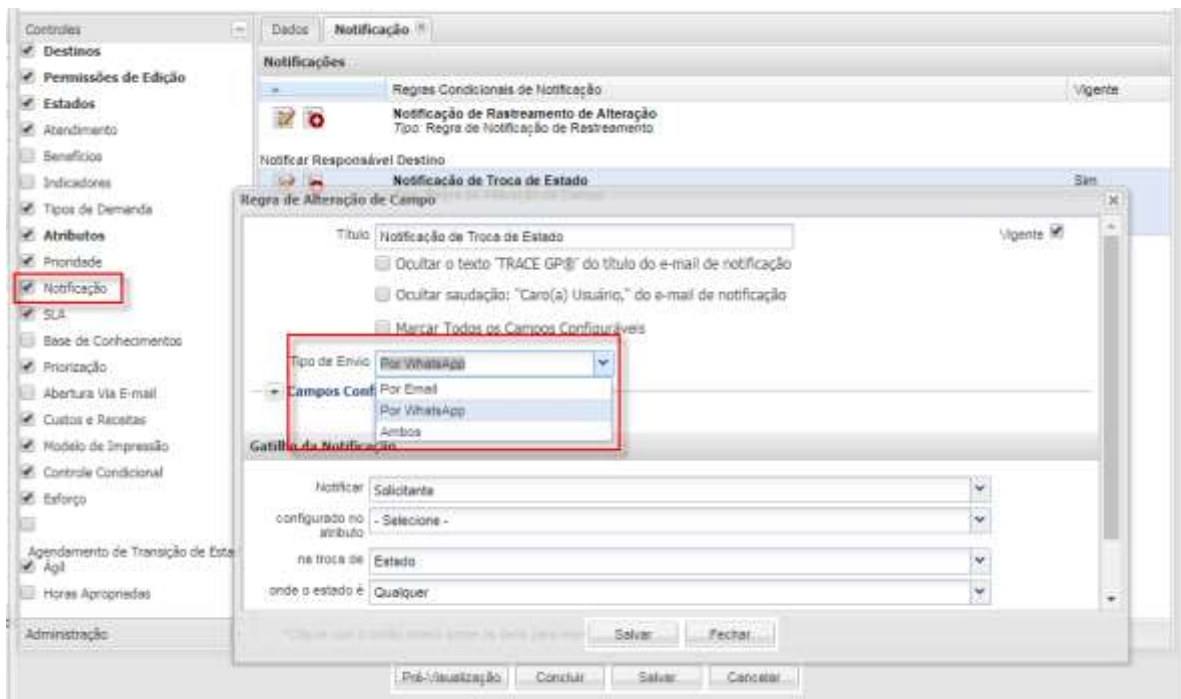 Controles
Destinos
Permissões de Edição
Estados
Atendimento
Benefícios
Indicadores
Tipos de Demanda
Atributos
Prioridade
Notificação
SLA
Base de Conhecimentos
Priorização
Abertura Via E-mail
Custos e Receitas
Modelo de Impressão
Controle Condicional
Esforço
Agendamento de Transição de Esta
Ágil
Horas Apropriadas
Administração
Dados Notificação
Notificações
Regras Condicionais de Notificação Vigente
Notificação de Rastreamento de Alteração
Tipo: Regra de Notificação de Rastreamento
Notificar Responsável Destino
Notificação de Troca de Estado Sim
Regra de Alteração de Campo
Título Notificação de Troca de Estado Vigente
Ocultar o texto "TRACE GP®" do título do e-mail de notificação
Ocultar saudação: "Caro(a) Usuário," do e-mail de notificação
Marcar Todos os Campos Configuráveis
Tipo de Envio Por WhatsApp
Campos Conf
Por Email
Por WhatsApp
Ambos
Gatilho da Notificação
Notificar Solicitante
configurado no atributo - Selecione -
na troca de Estado
onde o estado é Qualquer
Salvar Fechar
Pré-Visualização Concluir Salvar Cancelar